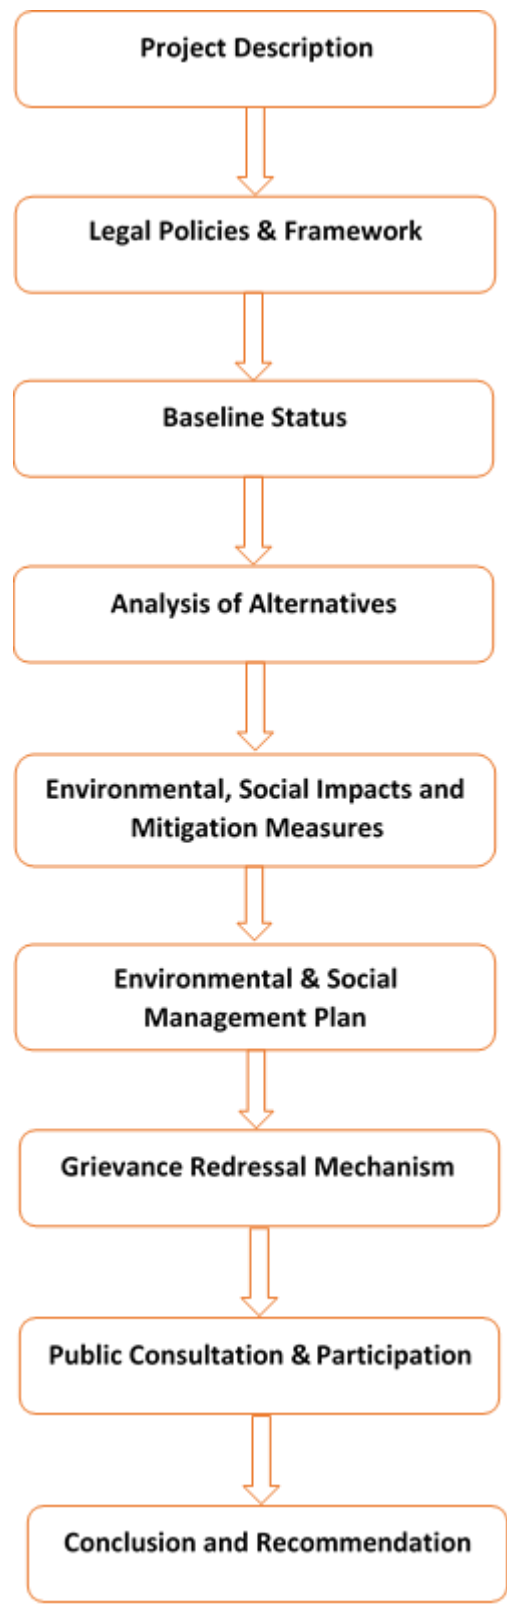 Project Description
Legal Policies & Framework
Baseline Status
Analysis of Alternatives
Environmental, Social Impacts and
Mitigation Measures
Environmental & Social
Management Plan
Grievance Redressal Mechanism
Public Consultation & Participation
Conclusion and Recommendation